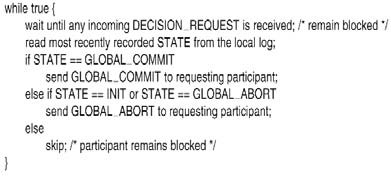 while true {
wait until any incoming DECISION_REQUEST is received; /* remain blocked */
read most recently recorded STATE from the local log;
if STATE == GLOBAL_COMMIT
send GLOBAL_COMMIT to requesting participant;
else if STATE == INIT or STATE == GLOBAL_ABORT
send GLOBAL_ABORT to requesting participant;
else
skip; /* participant remains blocked */
}